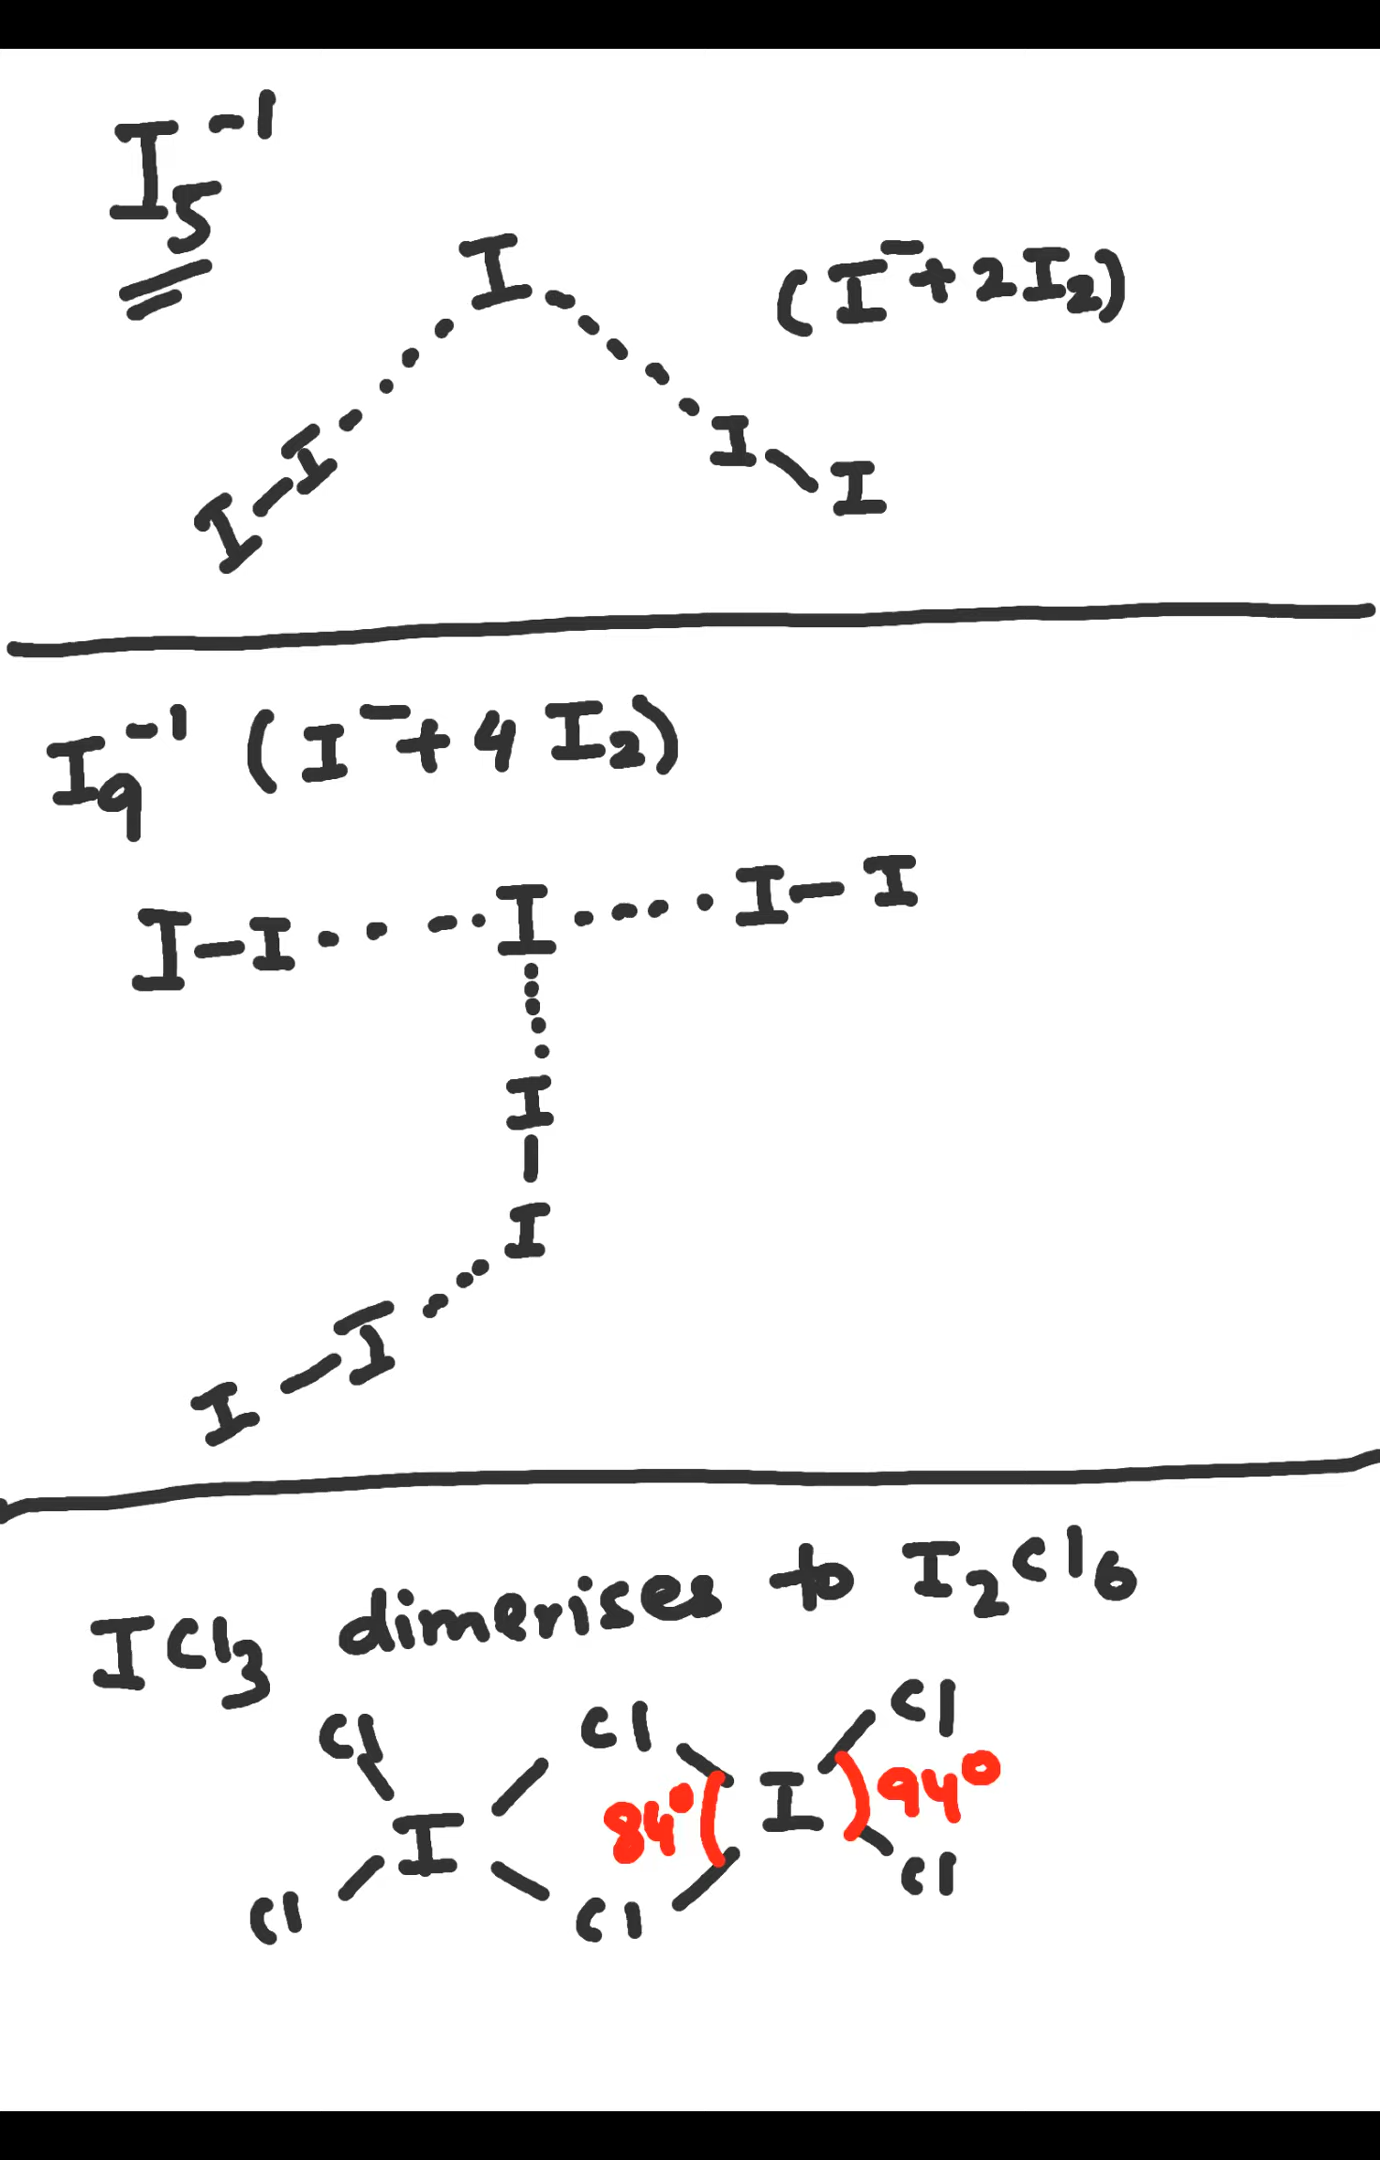 I₅⁻¹
I (I⁻ + 2I₂)
I I
I I
I₉⁻¹ (I⁻ + 4 I₂)
I–I I I–I
I
I
I
I
ICl₃ dimerises to I₂Cl₆
Cl Cl Cl
I 84° I 94°
Cl Cl Cl